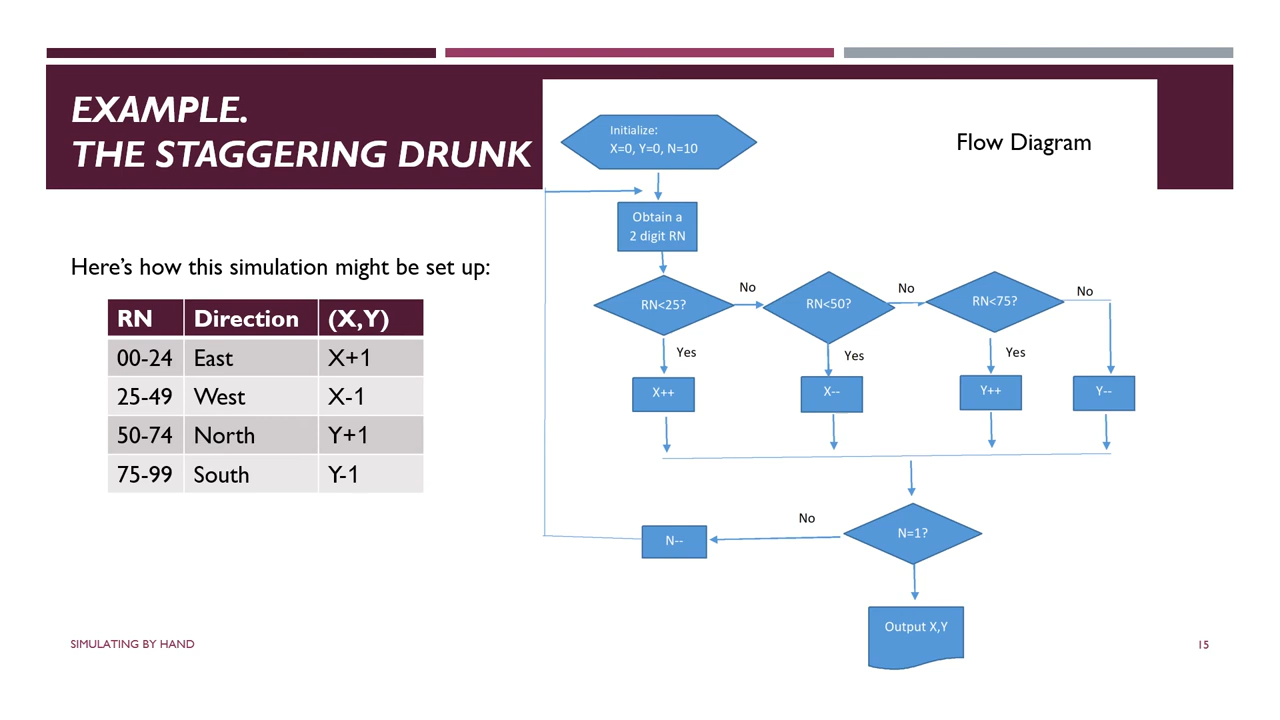 EXAMPLE.
THE STAGGERING DRUNK
Flow Diagram
Here's how this simulation might be set up:
RN Direction (X,Y)
00-24 East X+1
25-49 West X-1
50-74 North Y+1
75-99 South Y-1
Initialize:
X=0, Y=0, N=10
Obtain a
2 digit RN
RN<25?
No
RN<50?
No
RN<75?
No
Yes
Yes
Yes
X++
X--
Y++
Y--
N=1?
No
N--
Output X,Y
SIMULATING BY HAND
15